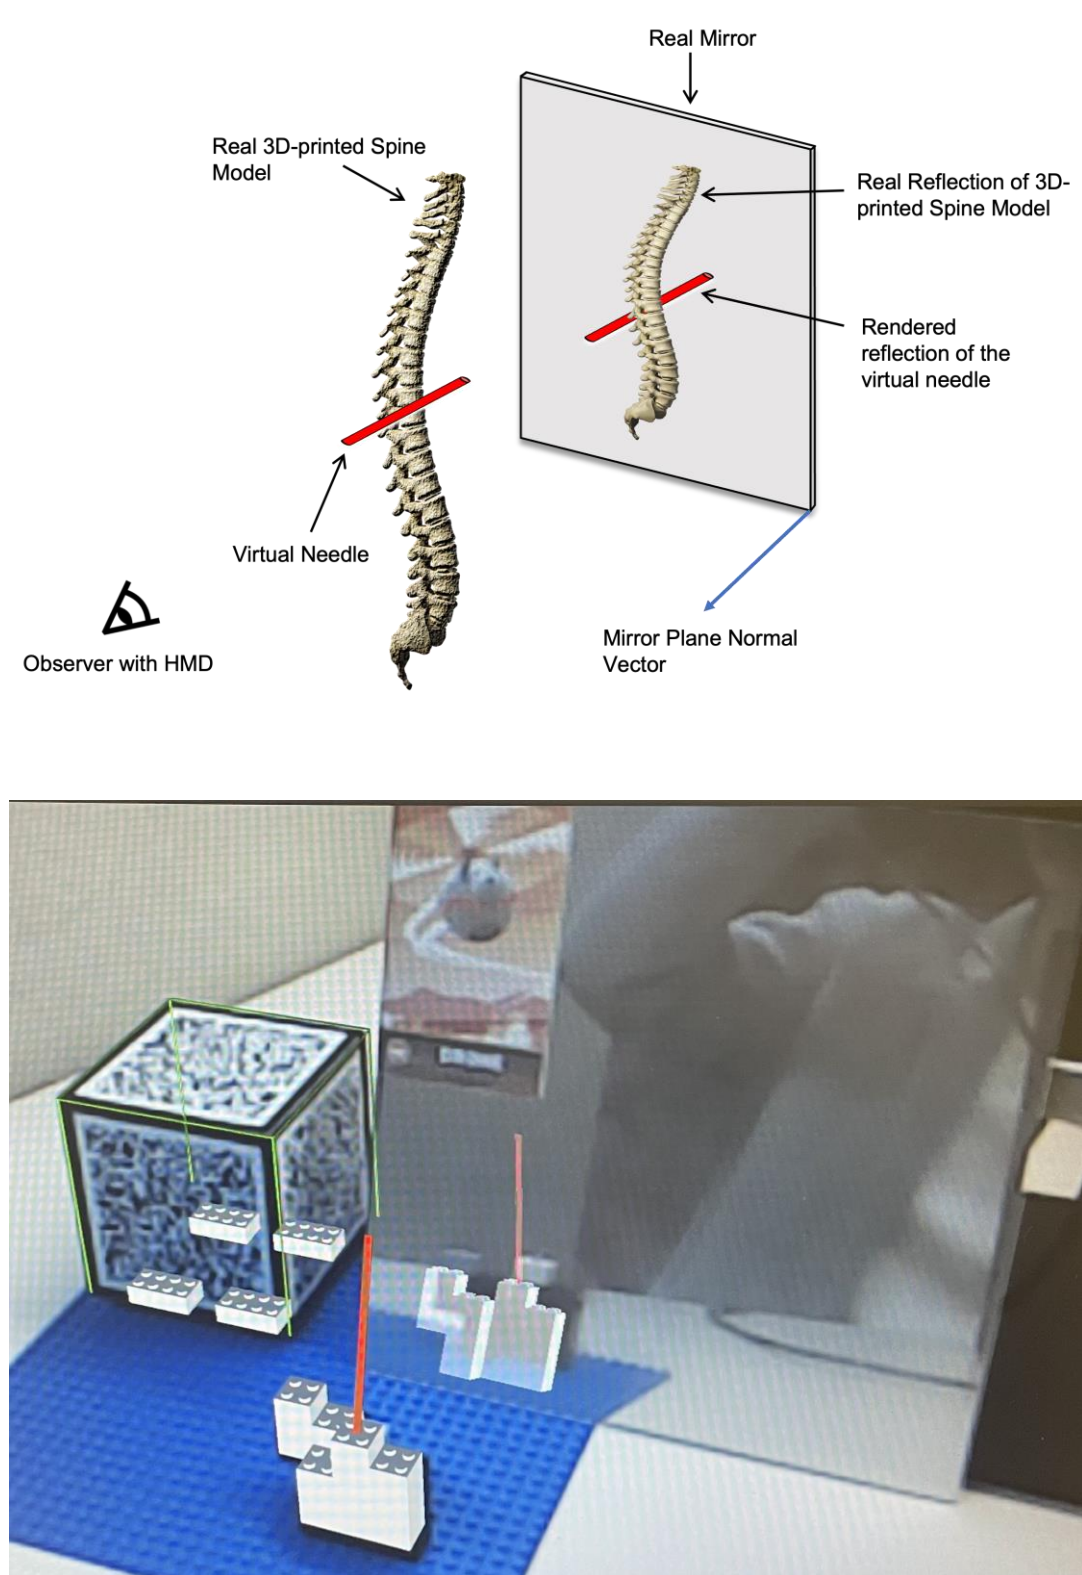 Real Mirror
Real 3D-printed Spine
Model
Real Reflection of 3D-
printed Spine Model
Rendered
reflection of the
virtual needle
Virtual Needle
Observer with HMD
Mirror Plane Normal
Vector